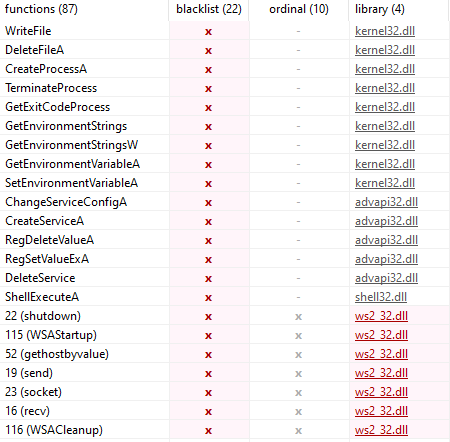 functions (87) blacklist (22) ordinal (10) library (4)
WriteFile x - kernel32.dll
DeleteFileA x - kernel32.dll
CreateProcessA x - kernel32.dll
TerminateProcess x - kernel32.dll
GetExitCodeProcess x - kernel32.dll
GetEnvironmentStrings x - kernel32.dll
GetEnvironmentStringsW x - kernel32.dll
GetEnvironmentVariableA x - kernel32.dll
SetEnvironmentVariableA x - kernel32.dll
ChangeServiceConfigA x - advapi32.dll
CreateServiceA x - advapi32.dll
RegDeleteValueA x - advapi32.dll
RegSetValueExA x - advapi32.dll
DeleteService x - advapi32.dll
ShellExecuteA x - shell32.dll
22 (shutdown) x x ws2_32.dll
115 (WSAStartup) x x ws2_32.dll
52 (gethostbyvalue) x x ws2_32.dll
19 (send) x x ws2_32.dll
23 (socket) x x ws2_32.dll
16 (recv) x x ws2_32.dll
116 (WSACleanup) x x ws2_32.dll